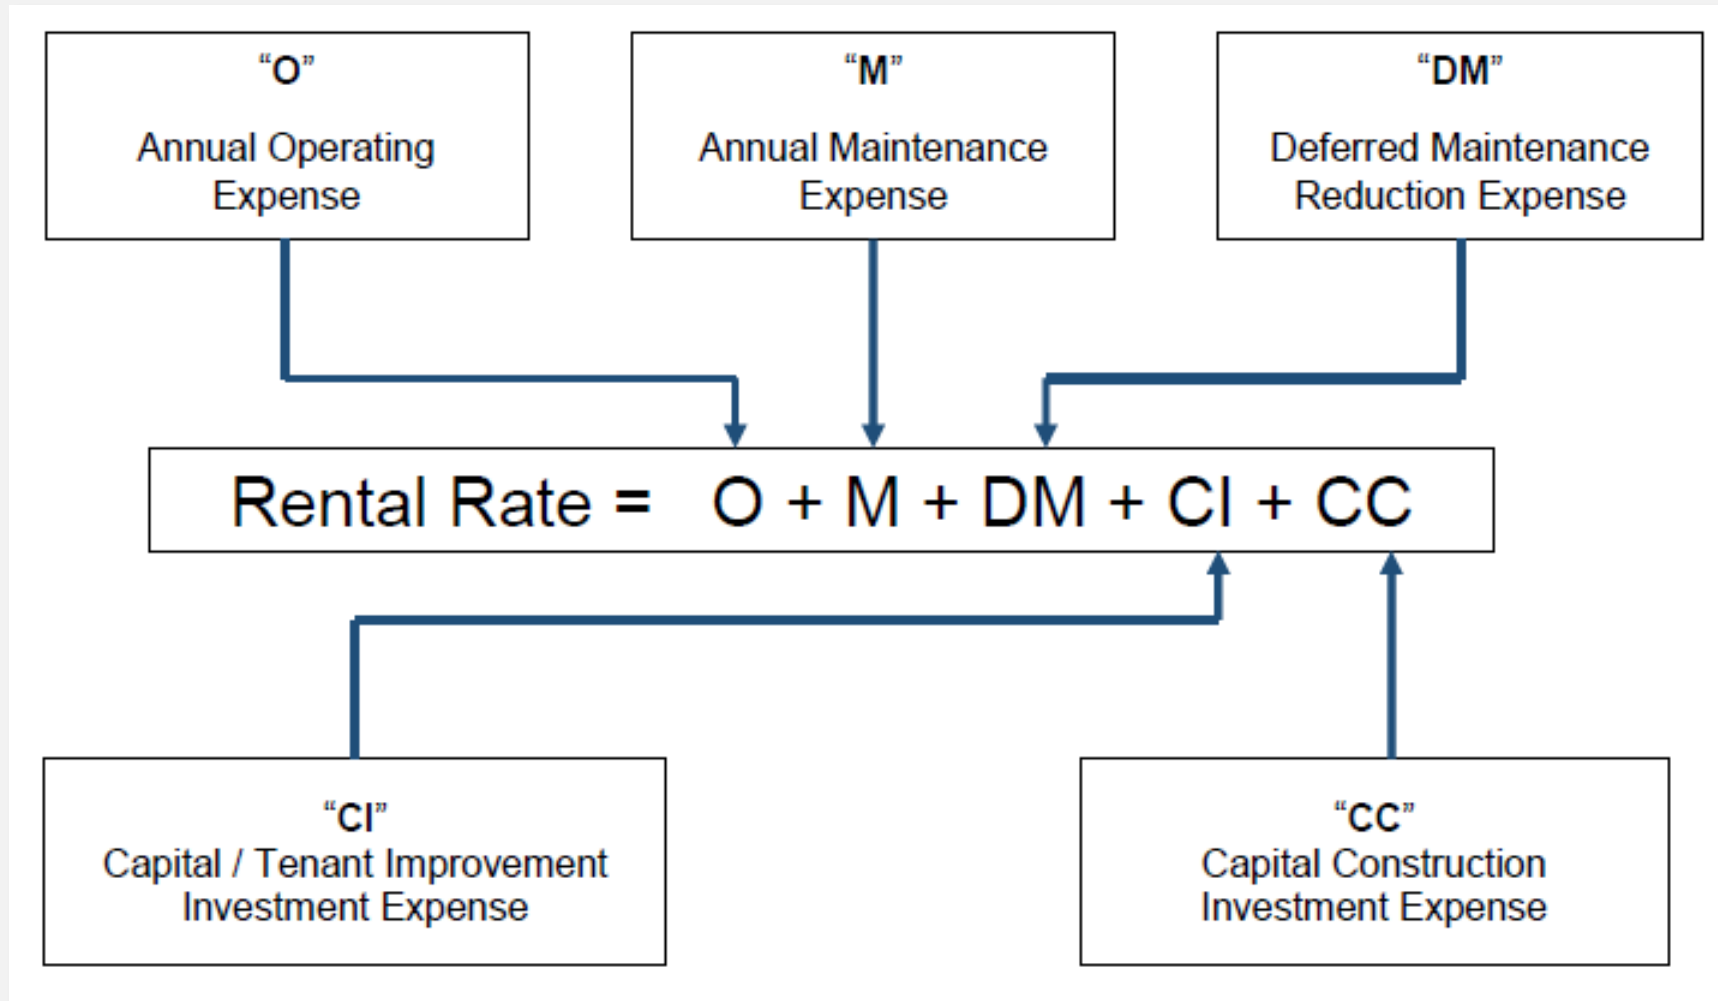 “O”
Annual Operating
Expense
“M”
Annual Maintenance
Expense
“DM”
Deferred Maintenance
Reduction Expense
Rental Rate = O + M + DM + CI + CC
“CI”
Capital / Tenant Improvement
Investment Expense
“CC”
Capital Construction
Investment Expense